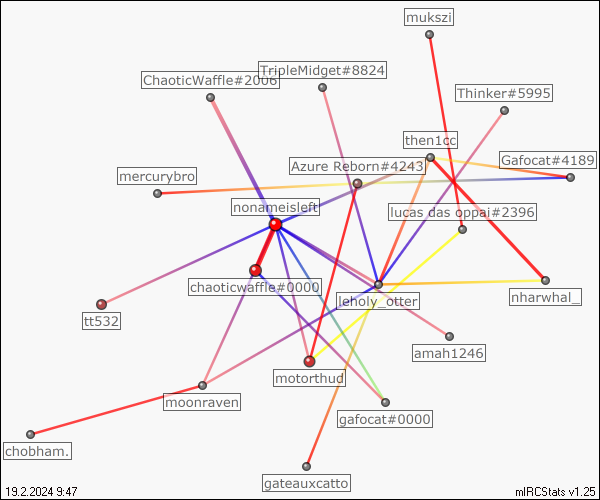 mukszi
TripleMidget#8824
ChaoticWaffle#2006
Thinker#5995
then1cc
Gafocat#4189
Azure Reborn#4243
mercurybro
nonameisleft
lucas das oppai#2396
chaoticwaffle#0000
leholy_otter
nharwhal_
tt532
amah1246
motorthud
moonraven
gafocat#0000
chobham.
gateauxcatto
19.2.2024 9:47
mIRCStats v1.25